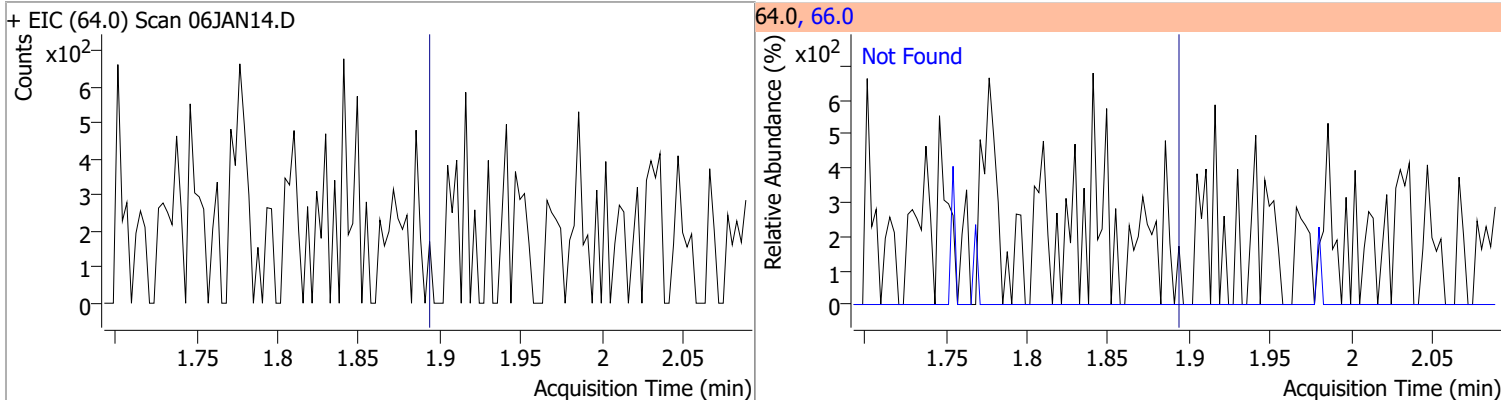 + EIC (64.0) Scan 06JAN14.D
Counts
x10²
6
5
4
3
2
1
0
1.75 1.8 1.85 1.9 1.95 2 2.05
Acquisition Time (min)
64.0, 66.0
Relative Abundance (%)
x10²
Not Found
6
5
4
3
2
1
0
1.75 1.8 1.85 1.9 1.95 2 2.05
Acquisition Time (min)